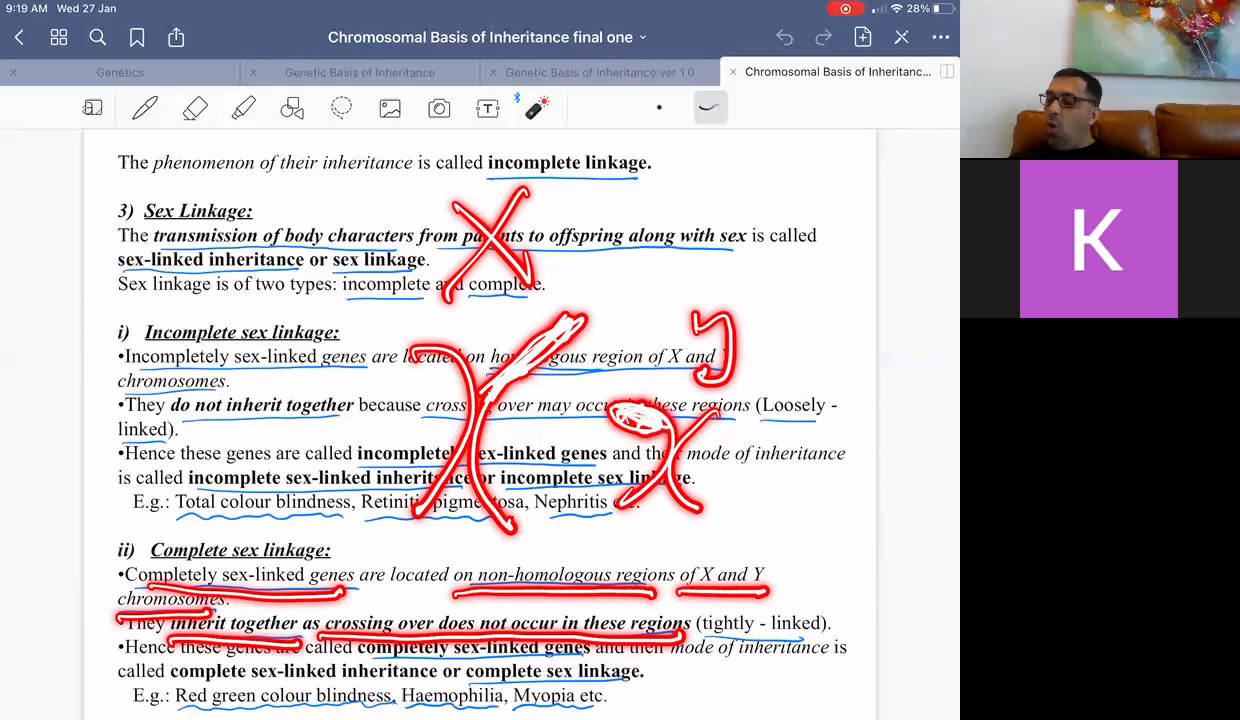 9:19 AM Wed 27 Jan
28%
Chromosomal Basis of Inheritance final one
Genetics
Genetic Basis of Inheritance
Genetic Basis of Inheritance ver 1.0
Chromosomal Basis of Inheritanc...
T
The phenomenon of their inheritance is called incomplete linkage.
3) Sex Linkage:
The transmission of body characters from parents to offspring along with sex is called
sex-linked inheritance or sex linkage.
Sex linkage is of two types: incomplete and complete.
X
i) Incomplete sex linkage:
•Incompletely sex-linked genes are located on homologous region of X and Y
chromosomes.
•They do not inherit together because crossing over may occur in these regions (Loosely -
linked).
•Hence these genes are called incompletely sex-linked genes and their mode of inheritance
is called incomplete sex-linked inheritance or incomplete sex linkage.
E.g.: Total colour blindness, Retinitis pigmentosa, Nephritis etc.
y
ii) Complete sex linkage:
•Completely sex-linked genes are located on non-homologous regions of X and Y
chromosomes.
•They inherit together as crossing over does not occur in these regions (tightly - linked).
•Hence these genes are called completely sex-linked genes and their mode of inheritance is
called complete sex-linked inheritance or complete sex linkage.
E.g.: Red green colour blindness, Haemophilia, Myopia etc.
K